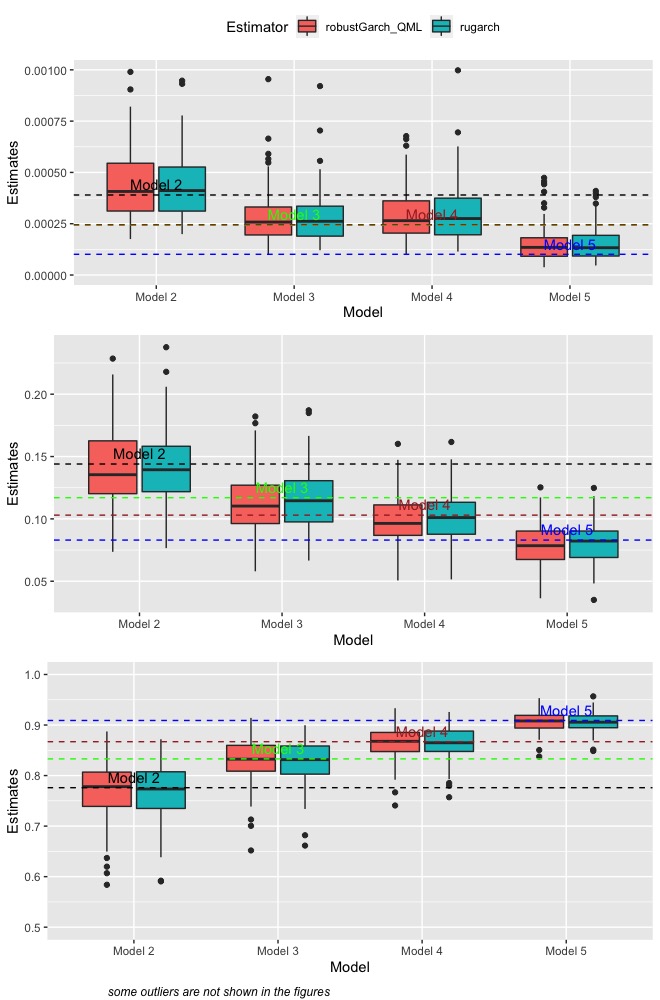 Estimator robustGarch_QML rugarch
0.00100
0.00075
0.00050
0.00025
0.00000
Estimates
Model 2
Model 3
Model 4
Model 5
Model 2 Model 3 Model 4 Model 5
Model
0.20
0.15
0.10
0.05
Estimates
Model 2
Model 3
Model 4
Model 5
Model 2 Model 3 Model 4 Model 5
Model
1.0
0.9
0.8
0.7
0.6
0.5
Estimates
Model 2
Model 3
Model 4
Model 5
Model 2 Model 3 Model 4 Model 5
Model
some outliers are not shown in the figures